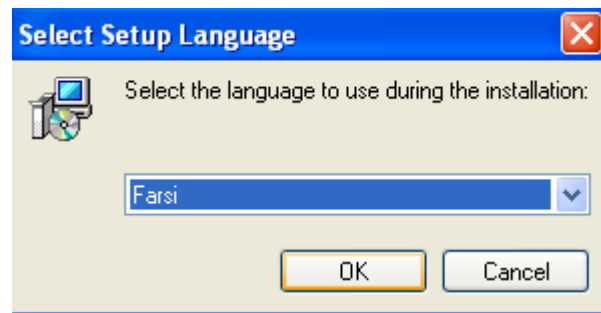 Select Setup Language
Select the language to use during the installation:
Farsi
OK
Cancel